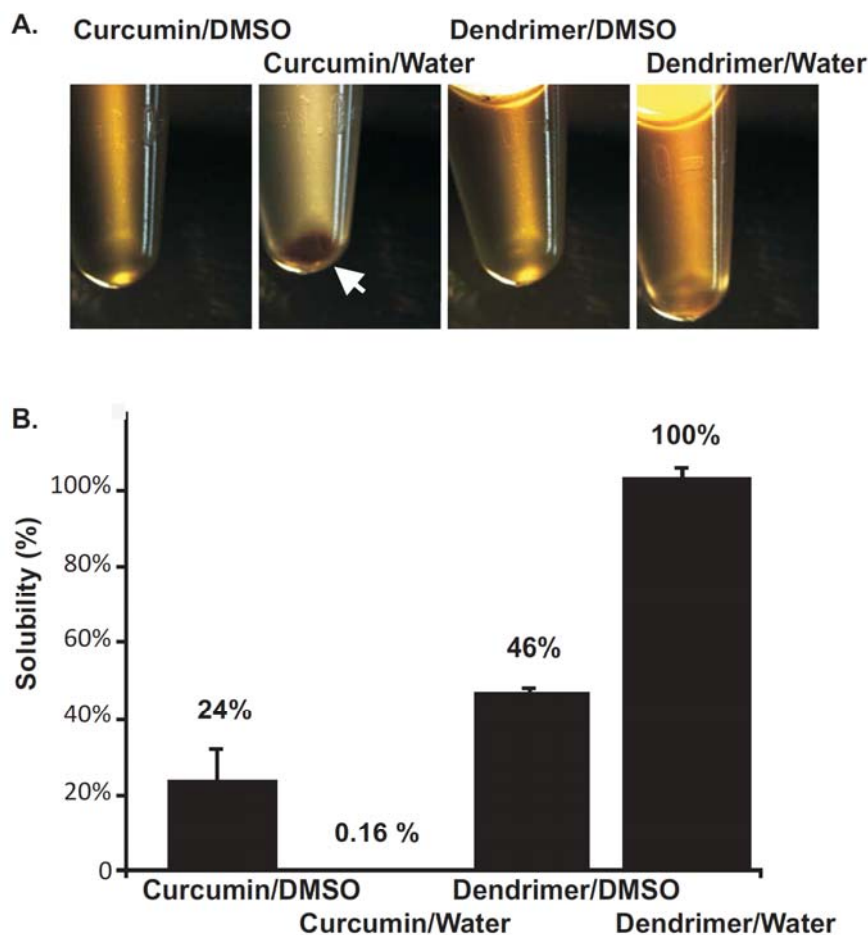 A.
Curcumin/DMSO
Dendrimer/DMSO
Curcumin/Water
Dendrimer/Water
B.
Solubility (%)
100%
80%
60%
40%
20%
0
24%
0.16 %
46%
100%
Curcumin/DMSO
Dendrimer/DMSO
Curcumin/Water
Dendrimer/Water